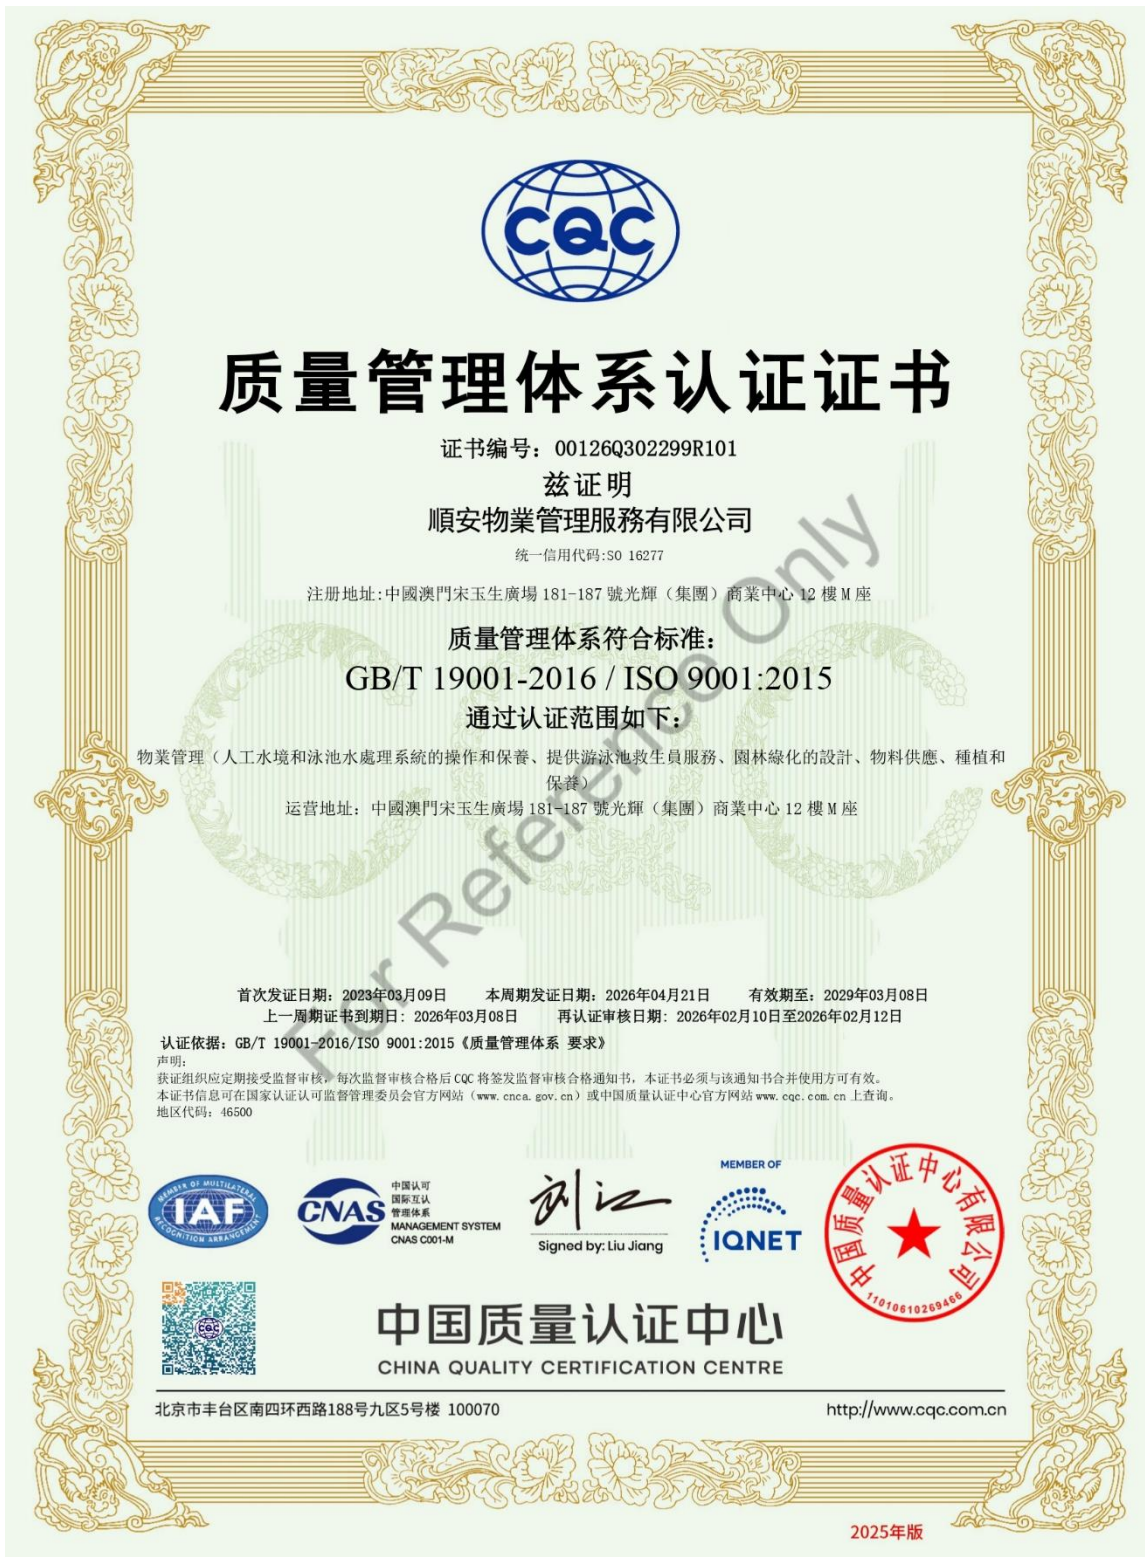 CQC
质量管理体系认证证书
证书编号：00126Q302299R101
兹证明
順安物業管理服務有限公司
统一信用代码:SO 16277
注册地址:中國澳門宋玉生廣場 181-187 號光輝（集團）商業中心 12 樓 M 座
质量管理体系符合标准：
GB/T 19001-2016 / ISO 9001:2015
通过认证范围如下：
物業管理（人工水境和泳池水處理系統的操作和保養、提供游泳池救生員服務、園林綠化的設計、物料供應、種植和
保養）
运营地址：中國澳門宋玉生廣場 181-187 號光輝（集團）商業中心 12 樓 M 座
For Reference Only
首次发证日期：2023年03月09日 本周期发证日期：2026年04月21日 有效期至：2029年03月08日
上一周期证书到期日：2026年03月08日 再认证审核日期：2026年02月10日至2026年02月12日
认证依据：GB/T 19001-2016/ISO 9001:2015《质量管理体系 要求》
声明：
获证组织应定期接受监督审核，每次监督审核合格后 CQC 将签发监督审核合格通知书，本证书必须与该通知书合并使用方可有效。
本证书信息可在国家认证认可监督管理委员会官方网站（www.cnca.gov.cn）或中国质量认证中心官方网站 www.cqc.com.cn 上查询。
地区代码：46500
MEMBER OF MULTILATERAL
IAF
RECOGNITION ARRANGEMENT
CNAS
中国认可
国际互认
管理体系
MANAGEMENT SYSTEM
CNAS C001-M
刘江
Signed by: Liu Jiang
MEMBER OF
IQNET
中国质量认证中心有限公司
11010610269466
CQC
中国质量认证中心
CHINA QUALITY CERTIFICATION CENTRE
北京市丰台区南四环西路188号九区5号楼 100070
http://www.cqc.com.cn
2025年版